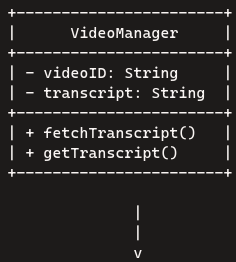 +-----------------------+
|      VideoManager     |
+-----------------------+
| - videoID: String     |
| - transcript: String  |
+-----------------------+
| + fetchTranscript()   |
| + getTranscript()     |
+-----------------------+
|
|
v